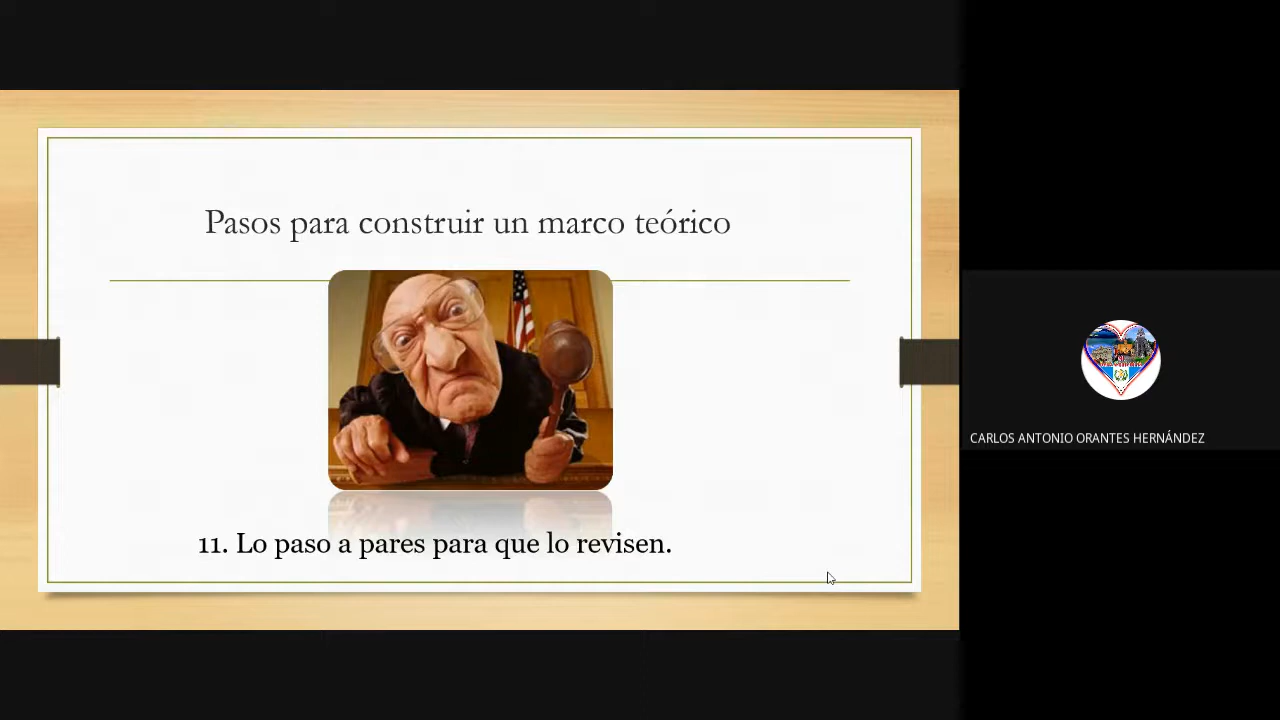 Pasos para construir un marco teórico
11. Lo paso a pares para que lo revisen.
CARLOS ANTONIO ORANTES HERNÁNDEZ